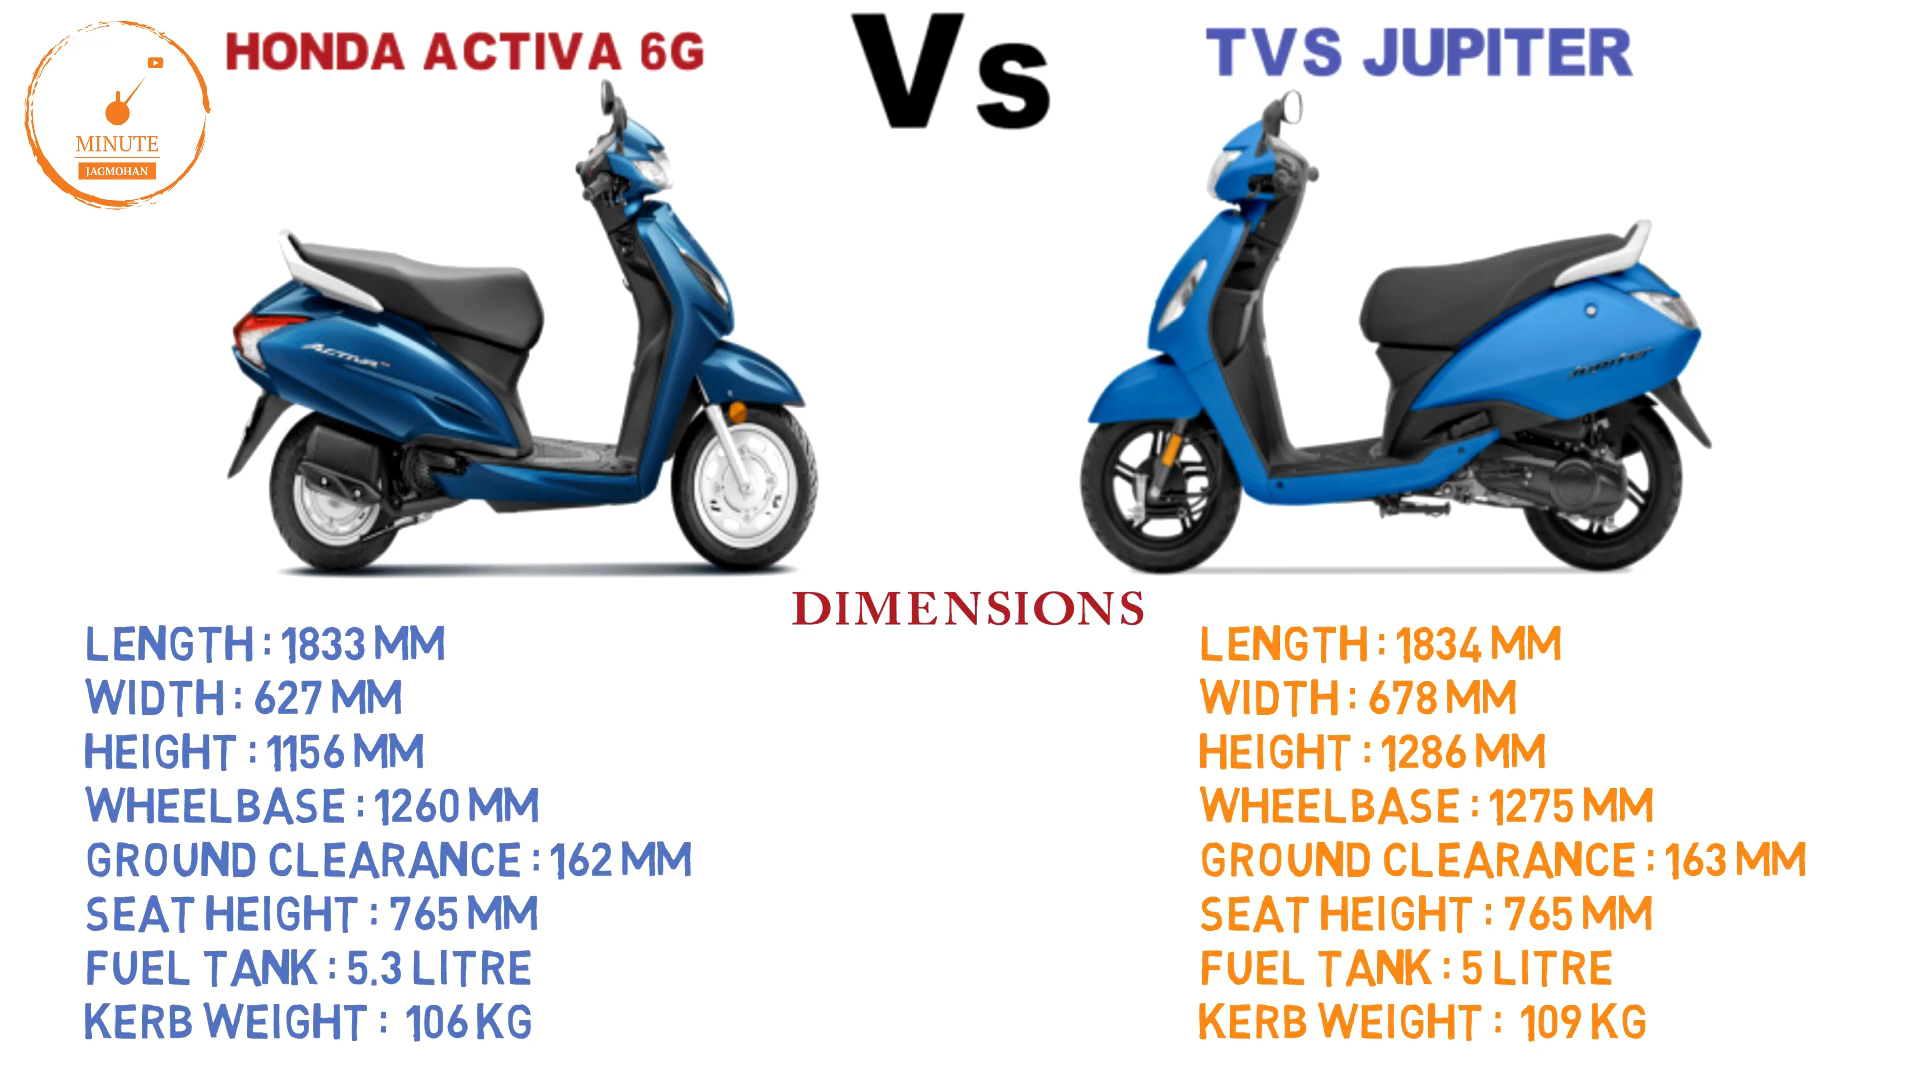 HONDA ACTIVA 6G
Vs
TVS JUPITER
MINUTE
JAGMOHAN
ACTIVA
Jupiter
DIMENSIONS
LENGTH : 1833 MM
WIDTH : 627 MM
HEIGHT : 1156 MM
WHEELBASE : 1260 MM
GROUND CLEARANCE : 162 MM
SEAT HEIGHT : 765 MM
FUEL TANK : 5.3 LITRE
KERB WEIGHT : 106 KG
LENGTH : 1834 MM
WIDTH : 678 MM
HEIGHT : 1286 MM
WHEELBASE : 1275 MM
GROUND CLEARANCE : 163 MM
SEAT HEIGHT : 765 MM
FUEL TANK : 5 LITRE
KERB WEIGHT : 109 KG